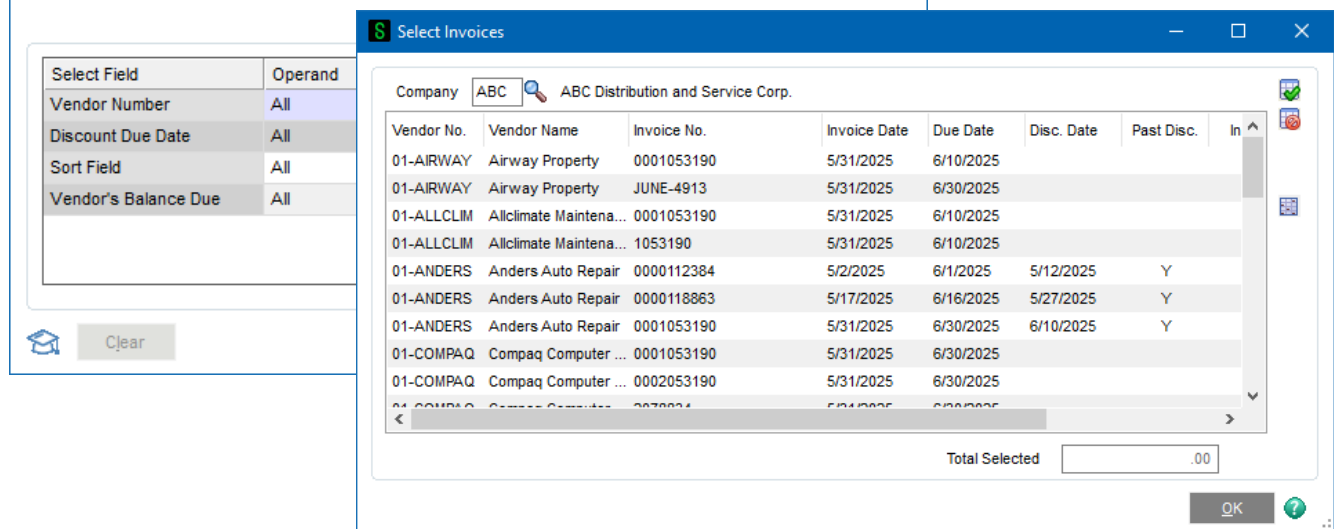 Select Field Operand
Vendor Number All
Discount Due Date All
Sort Field All
Vendor's Balance Due All
Clear
S Select Invoices
Company ABC ABC Distribution and Service Corp.
Vendor No. Vendor Name Invoice No. Invoice Date Due Date Disc. Date Past Disc. In
01-AIRWAY Airway Property 0001053190 5/31/2025 6/10/2025
01-AIRWAY Airway Property JUNE-4913 5/31/2025 6/30/2025
01-ALLCLIM Allclimate Maintena... 0001053190 5/31/2025 6/10/2025
01-ALLCLIM Allclimate Maintena... 1053190 5/31/2025 6/10/2025
01-ANDERS Anders Auto Repair 0000112384 5/2/2025 6/1/2025 5/12/2025 Y
01-ANDERS Anders Auto Repair 0000118863 5/17/2025 6/16/2025 5/27/2025 Y
01-ANDERS Anders Auto Repair 0001053190 5/31/2025 6/30/2025 6/10/2025 Y
01-COMPAQ Compaq Computer ... 0001053190 5/31/2025 6/30/2025
01-COMPAQ Compaq Computer ... 0002053190 5/31/2025 6/30/2025
Total Selected .00
OK ?